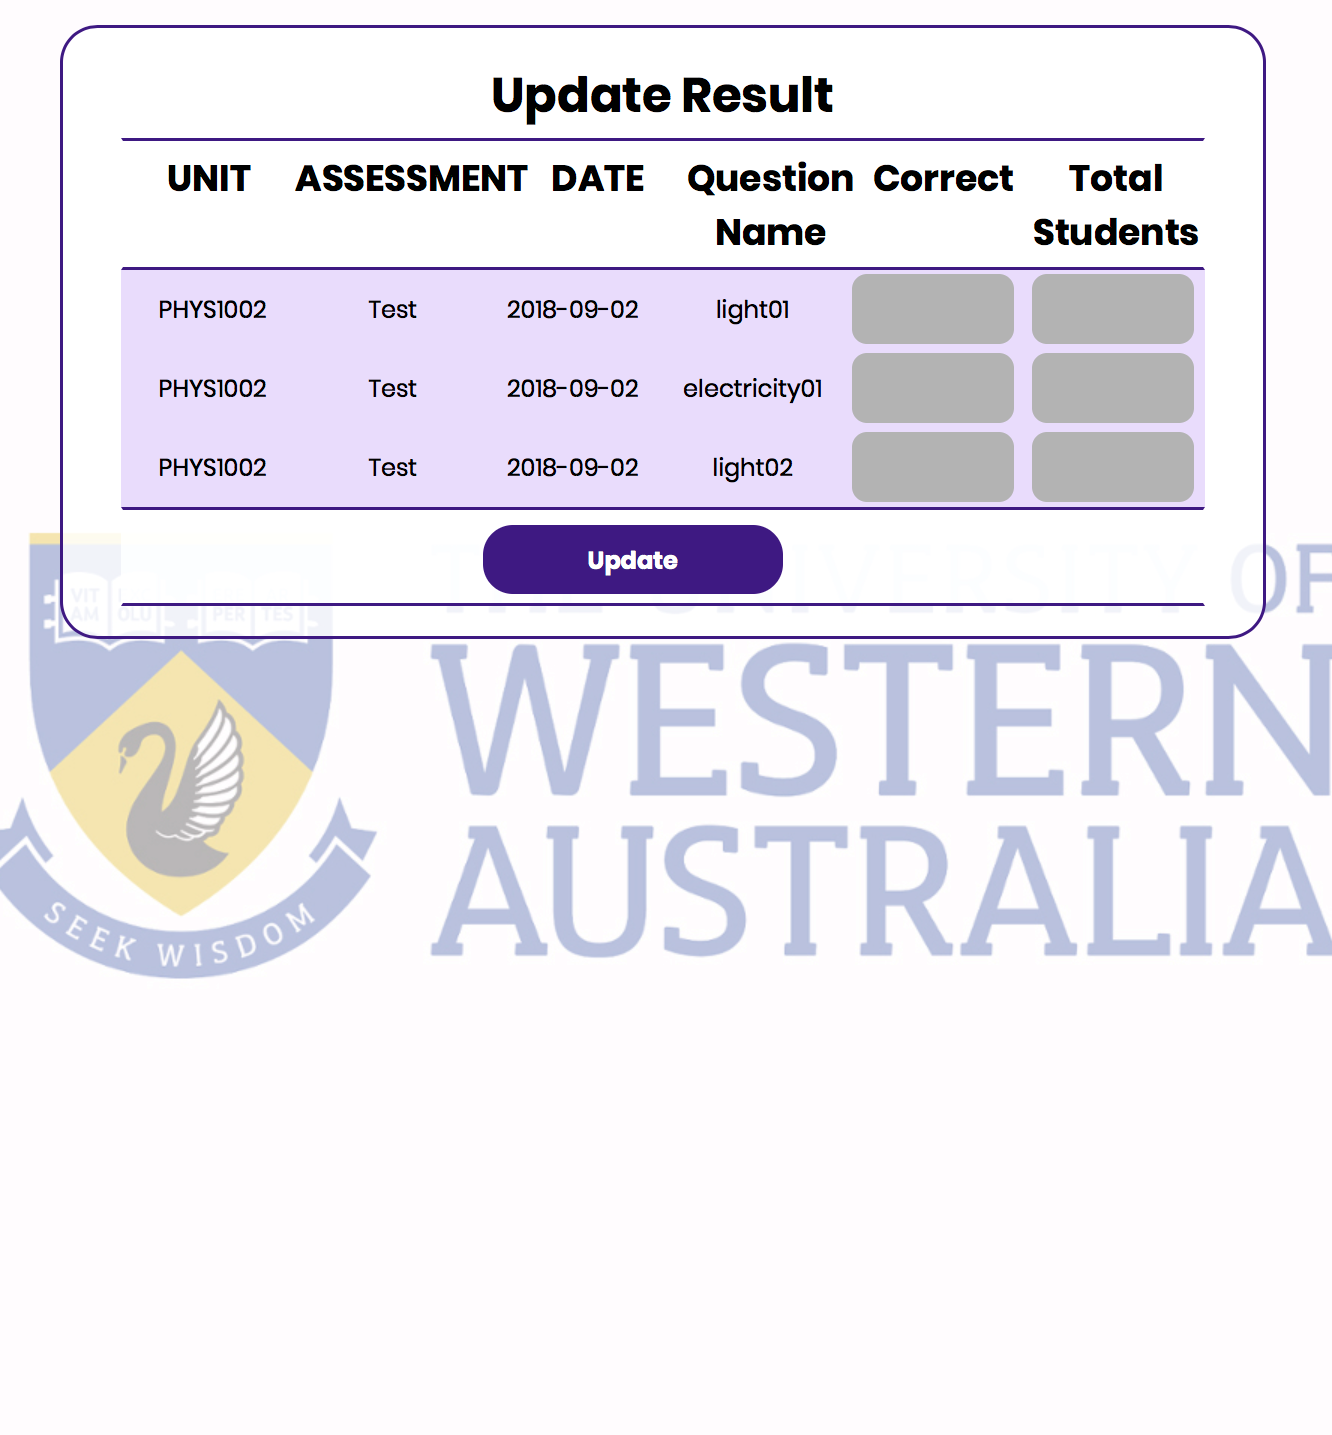 Update Result
UNIT ASSESSMENT DATE Question Name Correct Total Students
PHYS1002 Test 2018-09-02 light01
PHYS1002 Test 2018-09-02 electricity01
PHYS1002 Test 2018-09-02 light02
Update
VIT
AM
OLU
PER TES
THE UNIVERSITY OF
WESTERN
AUSTRALIA
SEEK WISDOM